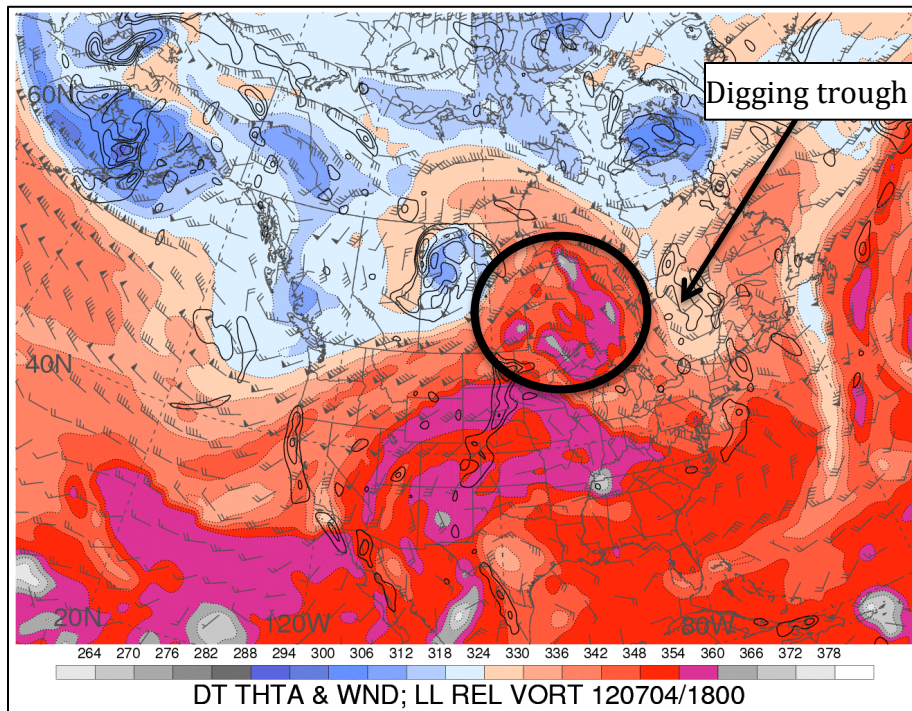 60N
Digging trough
40N
20N
120W
80W
264 270 276 282 288 294 300 306 312 318 324 330 336 342 348 354 360 366 372 378
DT THTA & WND; LL REL VORT 120704/1800